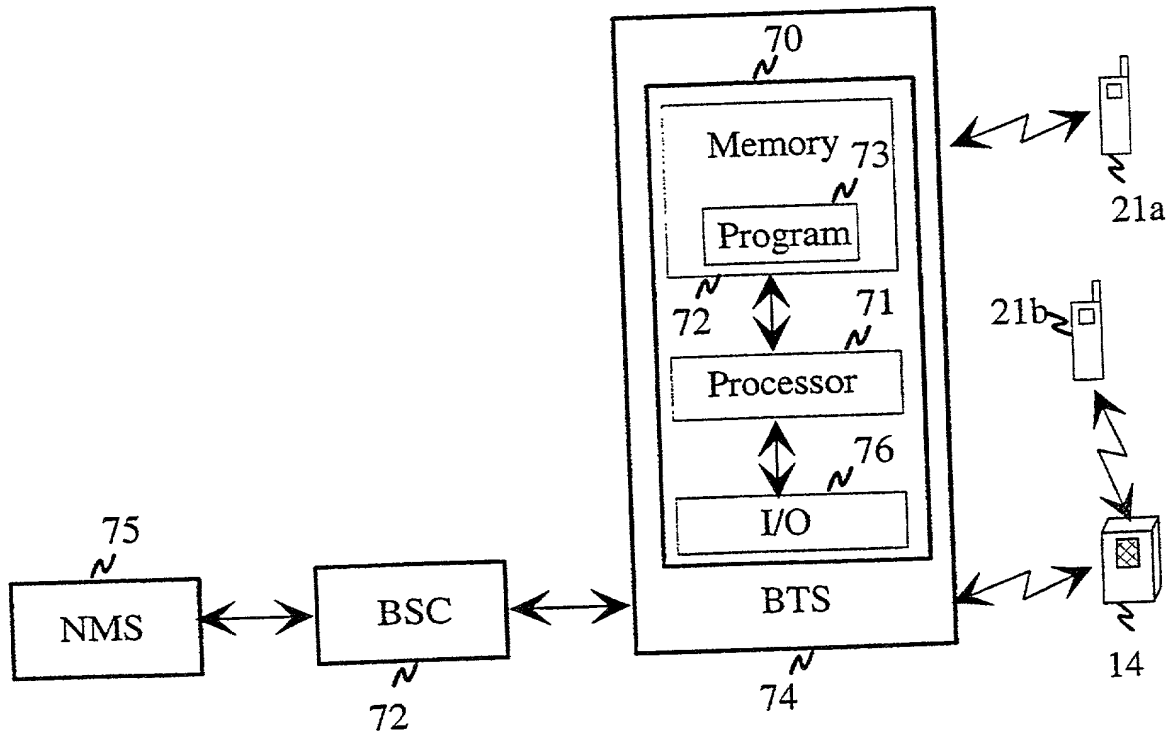 70
Memory
73
Program
72
71
Processor
76
I/O
BTS
74
75
NMS
BSC
72
21a
21b
14